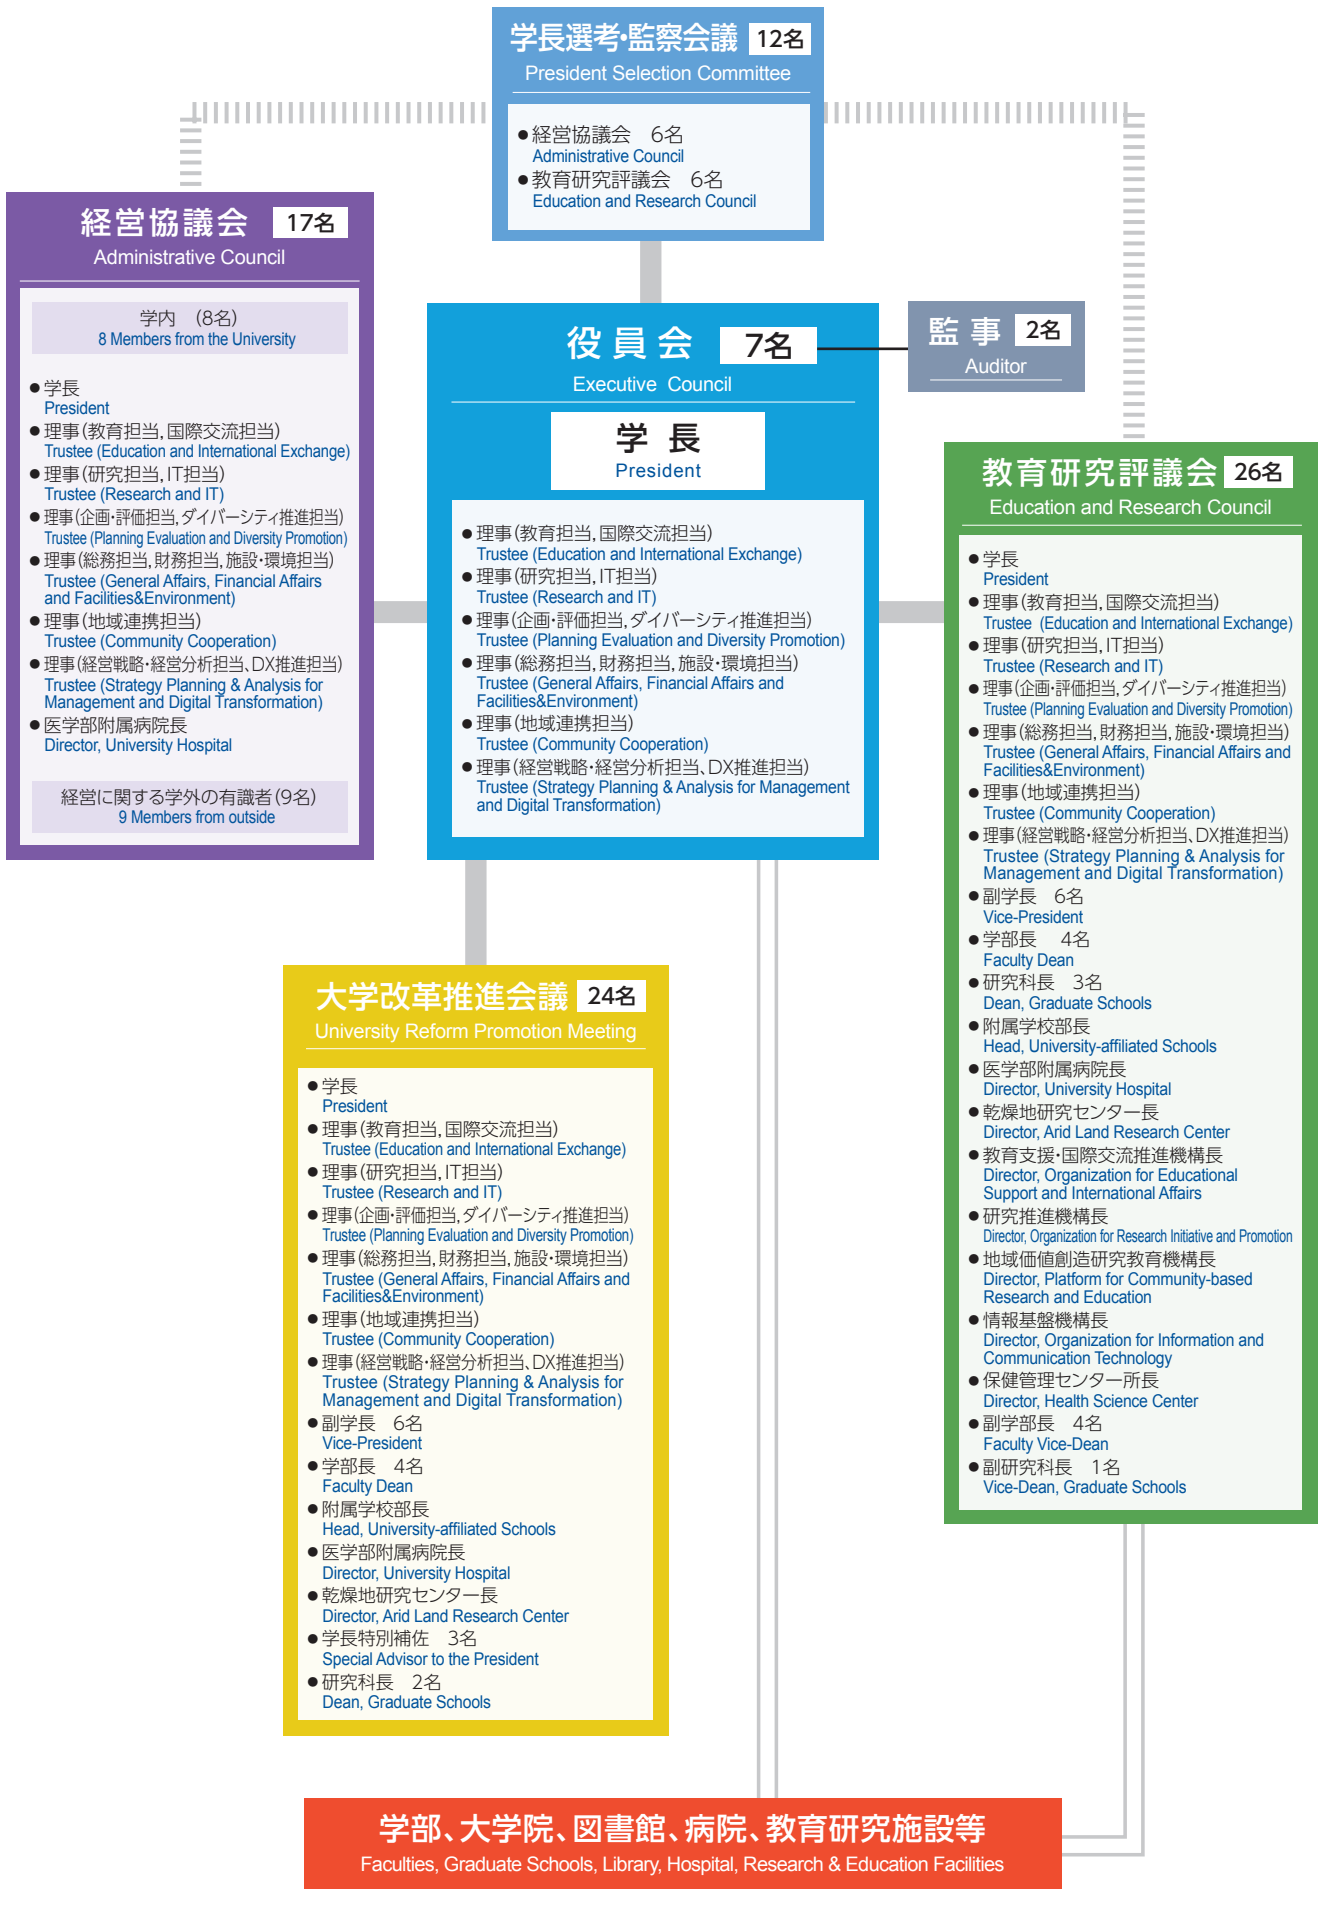 学長選考・監察会議 12名
President Selection Committee
●経営協議会 6名
Administrative Council
●教育研究評議会 6名
Education and Research Council
経営協議会 17名
Administrative Council
学内 (8名)
8 Members from the University
●学長
President
●理事(教育担当,国際交流担当)
Trustee (Education and International Exchange)
●理事(研究担当,IT担当)
Trustee (Research and IT)
●理事(企画・評価担当,ダイバーシティ推進担当)
Trustee (Planning Evaluation and Diversity Promotion)
●理事(総務担当,財務担当,施設・環境担当)
Trustee (General Affairs, Financial Affairs
and Facilities&Environment)
●理事(地域連携担当)
Trustee (Community Cooperation)
●理事(経営戦略・経営分析担当、DX推進担当)
Trustee (Strategy Planning & Analysis for
Management and Digital Transformation)
●医学部附属病院長
Director, University Hospital
経営に関する学外の有識者(9名)
9 Members from outside
役員会 7名
Executive Council
学長
President
●理事(教育担当,国際交流担当)
Trustee (Education and International Exchange)
●理事(研究担当,IT担当)
Trustee (Research and IT)
●理事(企画・評価担当,ダイバーシティ推進担当)
Trustee (Planning Evaluation and Diversity Promotion)
●理事(総務担当,財務担当,施設・環境担当)
Trustee (General Affairs, Financial Affairs and
Facilities&Environment)
●理事(地域連携担当)
Trustee (Community Cooperation)
●理事(経営戦略・経営分析担当、DX推進担当)
Trustee (Strategy Planning & Analysis for Management
and Digital Transformation)
監事 2名
Auditor
教育研究評議会 26名
Education and Research Council
●学長
President
●理事(教育担当,国際交流担当)
Trustee (Education and International Exchange)
●理事(研究担当,IT担当)
Trustee (Research and IT)
●理事(企画・評価担当,ダイバーシティ推進担当)
Trustee (Planning Evaluation and Diversity Promotion)
●理事(総務担当,財務担当,施設・環境担当)
Trustee (General Affairs, Financial Affairs and
Facilities&Environment)
●理事(地域連携担当)
Trustee (Community Cooperation)
●理事(経営戦略・経営分析担当、DX推進担当)
Trustee (Strategy Planning & Analysis for
Management and Digital Transformation)
●副学長 6名
Vice-President
●学部長 4名
Faculty Dean
●研究科長 3名
Dean, Graduate Schools
●附属学校部長
Head, University-affiliated Schools
●医学部附属病院長
Director, University Hospital
●乾燥地研究センター長
Director, Arid Land Research Center
●教育支援・国際交流推進機構長
Director, Organization for Educational
Support and International Affairs
●研究推進機構長
Director, Organization for Research Initiative and Promotion
●地域価値創造研究教育機構長
Director, Platform for Community-based
Research and Education
●情報基盤機構長
Director, Organization for Information and
Communication Technology
●保健管理センター所長
Director, Health Science Center
●副学部長 4名
Faculty Vice-Dean
●副研究科長 1名
Vice-Dean, Graduate Schools
大学改革推進会議 24名
University Reform Promotion Meeting
●学長
President
●理事(教育担当,国際交流担当)
Trustee (Education and International Exchange)
●理事(研究担当,IT担当)
Trustee (Research and IT)
●理事(企画・評価担当,ダイバーシティ推進担当)
Trustee (Planning Evaluation and Diversity Promotion)
●理事(総務担当,財務担当,施設・環境担当)
Trustee (General Affairs, Financial Affairs and
Facilities&Environment)
●理事(地域連携担当)
Trustee (Community Cooperation)
●理事(経営戦略・経営分析担当、DX推進担当)
Trustee (Strategy Planning & Analysis for
Management and Digital Transformation)
●副学長 6名
Vice-President
●学部長 4名
Faculty Dean
●附属学校部長
Head, University-affiliated Schools
●医学部附属病院長
Director, University Hospital
●乾燥地研究センター長
Director, Arid Land Research Center
●学長特別補佐 3名
Special Advisor to the President
●研究科長 2名
Dean, Graduate Schools
学部、大学院、図書館、病院、教育研究施設等
Faculties, Graduate Schools, Library, Hospital, Research & Education Facilities